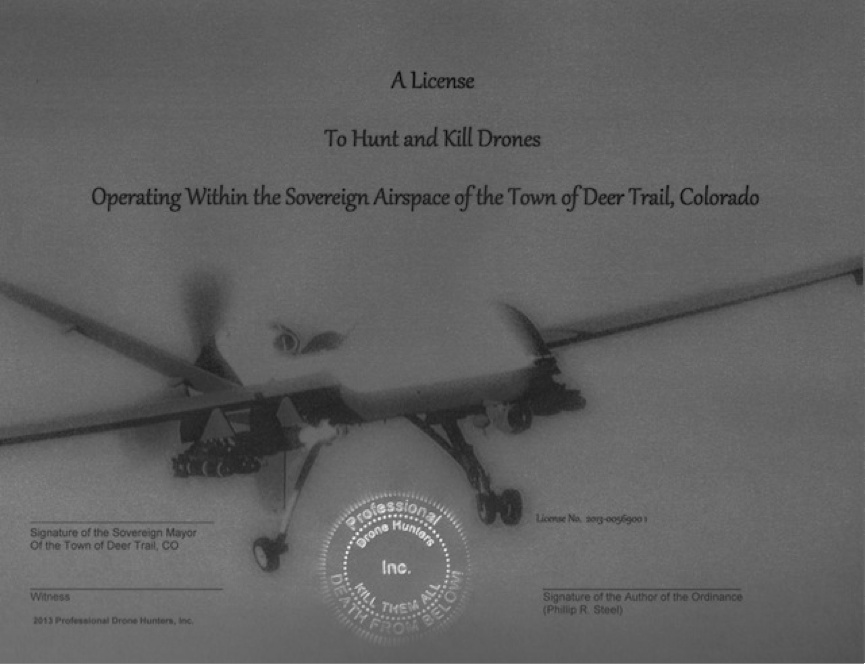 A License
To Hunt and Kill Drones
Operating Within the Sovereign Airspace of the Town of Deer Trail, Colorado
License No. 2013-00569001
Signature of the Sovereign Mayor
Of the Town of Deer Trail, CO
Witness
Signature of the Author of the Ordinance
(Phillip R. Steel)
2013 Professional Drone Hunters, Inc.
Professional
Drone Hunters
Inc.
KILL THEM ALL
DEATH FROM BELOW!